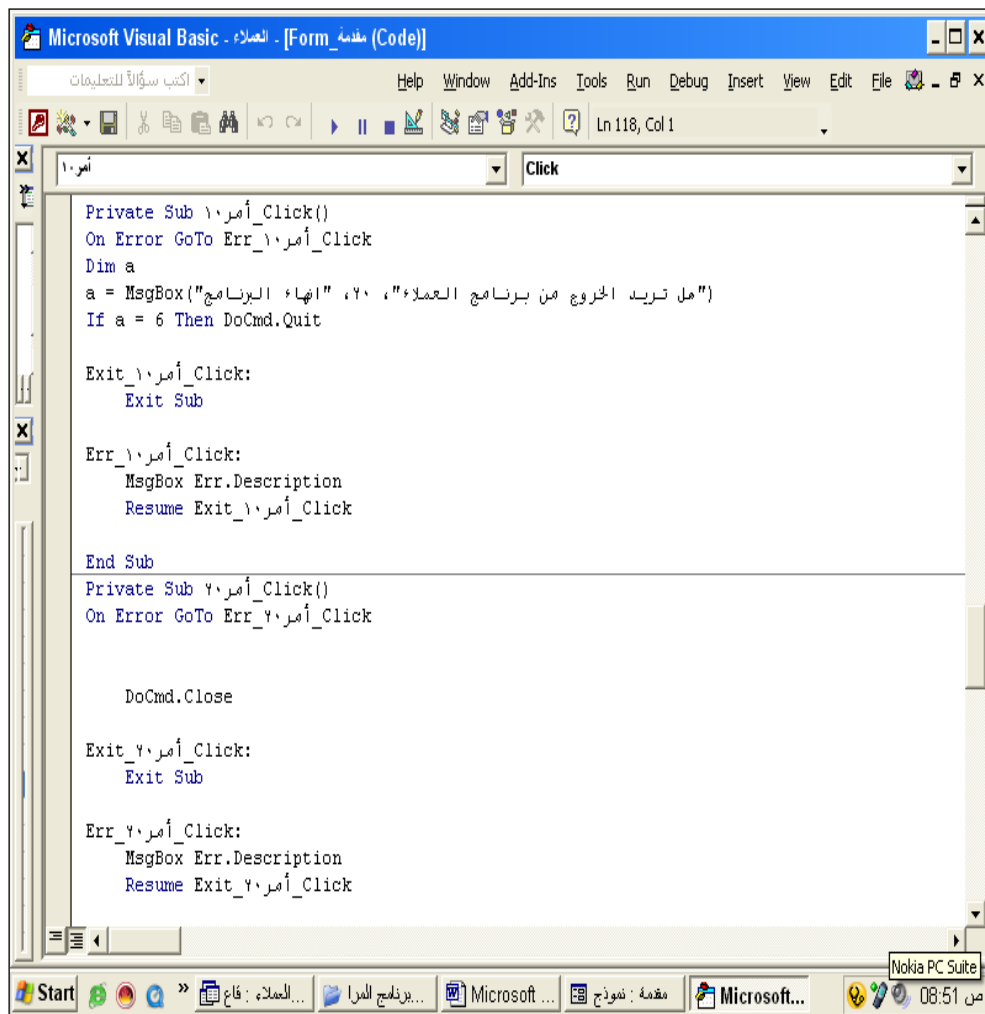 Microsoft Visual Basic - العملاء - [Form_مقدمة (Code)]
اكتب سؤالاً للتعليمات Help Window Add-Ins Tools Run Debug Insert View Edit File
Ln 118, Col 1
أمر١٠ Click
Private Sub أمر١٠_Click()
On Error GoTo Err_أمر١٠_Click
Dim a
a = MsgBox("هل تريد الخروج من برنامج العملاء"، ٢٠، "انهاء البرنامج")
If a = 6 Then DoCmd.Quit
Exit_أمر١٠_Click:
Exit Sub
Err_أمر١٠_Click:
MsgBox Err.Description
Resume Exit_أمر١٠_Click
End Sub
Private Sub أمر٢٠_Click()
On Error GoTo Err_أمر٢٠_Click
DoCmd.Close
Exit_أمر٢٠_Click:
Exit Sub
Err_أمر٢٠_Click:
MsgBox Err.Description
Resume Exit_أمر٢٠_Click
Nokia PC Suite
Start العملاء : قاع... برنامج المرا... Microsoft ... مقدمة : نموذج Microsoft... 08:51 ص